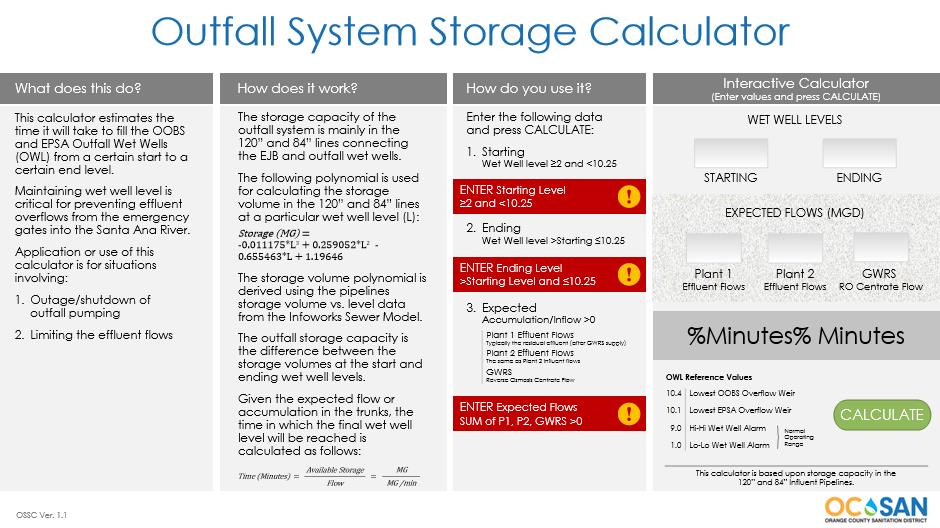 Outfall System Storage Calculator
What does this do?
This calculator estimates the
time it will take to fill the OOBS
and EPSA Outfall Wet Wells
(OWL) from a certain start to a
certain end level.
Maintaining wet well level is
critical for preventing effluent
overflows from the emergency
gates into the Santa Ana River.
Application or use of this
calculator is for situations
involving:
1. Outage/shutdown of
outfall pumping
2. Limiting the effluent flows
How does it work?
The storage capacity of the
outfall system is mainly in the
120” and 84” lines connecting
the EJB and outfall wet wells.
The following polynomial is used
for calculating the storage
volume in the 120” and 84” lines
at a particular wet well level (L):
Storage (MG) =
-0.011175*L³ + 0.259052*L² -
0.655463*L + 1.19646
The storage volume polynomial is
derived using the pipelines
storage volume vs. level data
from the Infoworks Sewer Model.
The outfall storage capacity is
the difference between the
storage volumes at the start and
ending wet well levels.
Given the expected flow or
accumulation in the trunks, the
time in which the final wet well
level will be reached is
calculated as follows:
Time (Minutes) = Available Storage / Flow = MG / MG/min
How do you use it?
Enter the following data
and press CALCULATE:
1. Starting
Wet Well level ≥2 and <10.25
ENTER Starting Level
≥2 and <10.25
!
2. Ending
Wet Well level >Starting ≤10.25
ENTER Ending Level
>Starting Level and ≤10.25
!
3. Expected
Accumulation/Inflow >0
Plant 1 Effluent Flows
Typically the residual effluent (after GWRS supply)
Plant 2 Effluent Flows
The same as Plant 2 Influent flows
GWRS
Reverse Osmosis Centrate Flow
ENTER Expected Flows
SUM of P1, P2, GWRS >0
!
Interactive Calculator
(Enter values and press CALCULATE)
WET WELL LEVELS
STARTING
ENDING
EXPECTED FLOWS (MGD)
Plant 1
Effluent Flows
Plant 2
Effluent Flows
GWRS
RO Centrate Flow
%Minutes% Minutes
OWL Reference Values
10.4 Lowest OOBS Overflow Weir
10.1 Lowest EPSA Overflow Weir
9.0 Hi-Hi Wet Well Alarm
1.0 Lo-Lo Wet Well Alarm
Normal
Operating
Range
CALCULATE
This calculator is based upon storage capacity in the
120” and 84” Influent Pipelines.
OSSC Ver. 1.1
OC SAN
ORANGE COUNTY SANITATION DISTRICT